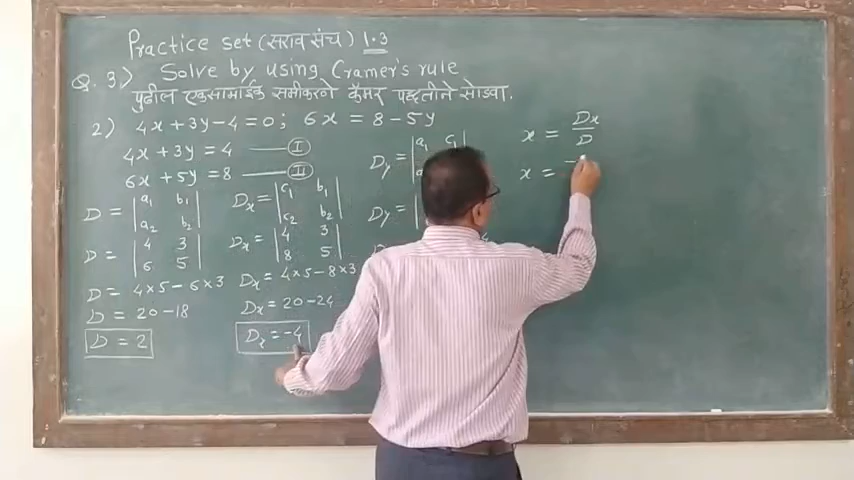 Practice set (सराव संच) 1.3
Q. 3) Solve by using Cramer's rule
पुढील एकसामाईक समीकरणे क्रॅमर पद्धतीने सोडवा.
2) 4x+3y-4=0; 6x = 8-5y
4x+3y = 4 —— I
6x+5y = 8 —— II
D = | a₁ b₁ |
| a₂ b₂ |
D = | 4 3 |
| 6 5 |
D = 4×5-6×3
D = 20-18
D = 2
Dx = | c₁ b₁ |
| c₂ b₂ |
Dx = | 4 3 |
| 8 5 |
Dx = 4×5-8×3
Dx = 20-24
Dx = -4
Dy = | a₁ c₁ |
Dy =
x = Dx/D
x =